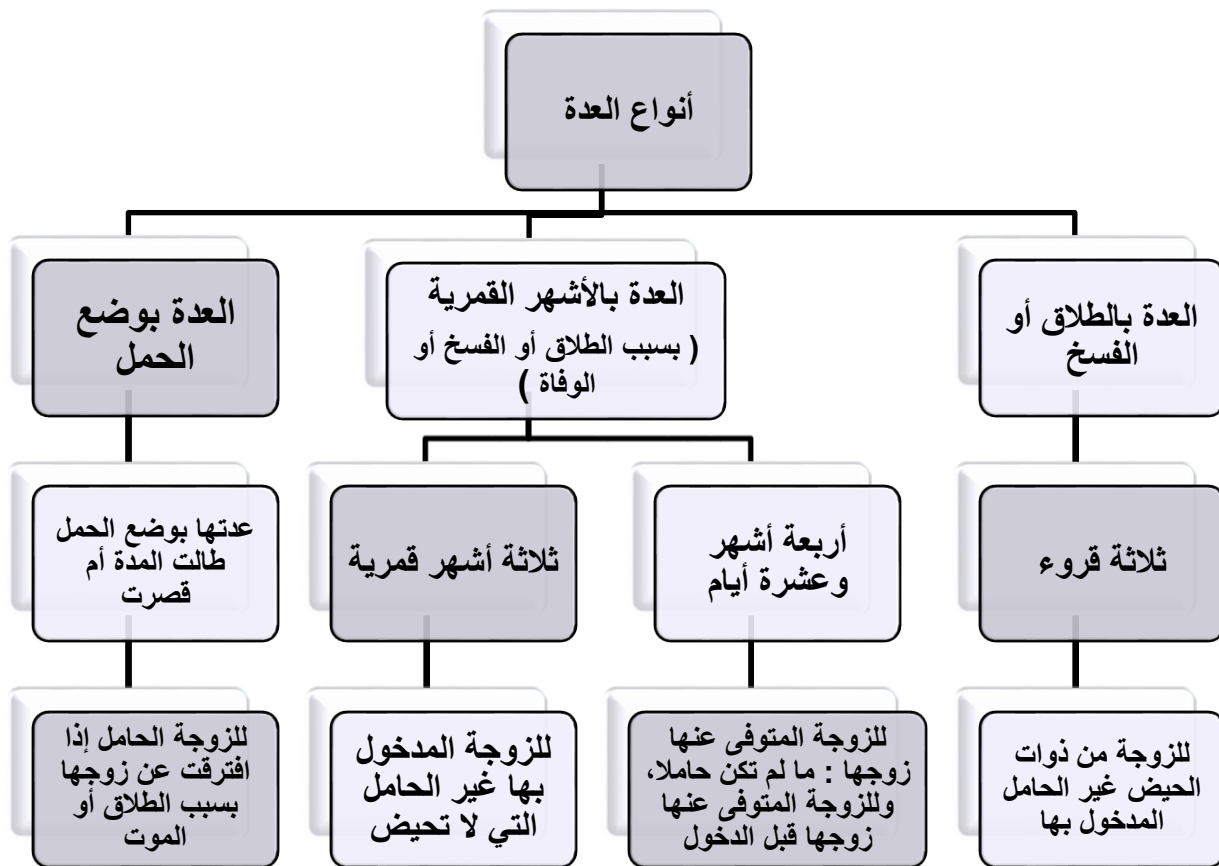 أنواع العدة
العدة بالطلاق أو
الفسخ
العدة بالأشهر القمرية
( بسبب الطلاق أو الفسخ أو
الوفاة )
العدة بوضع
الحمل
ثلاثة قروء
أربعة أشهر
وعشرة أيام
ثلاثة أشهر قمرية
عدتها بوضع الحمل
طالت المدة أم
قصرت
للزوجة من ذوات
الحيض غير الحامل
المدخول بها
للزوجة المتوفى عنها
زوجها : ما لم تكن حاملا،
وللزوجة المتوفى عنها
زوجها قبل الدخول
للزوجة المدخول
بها غير الحامل
التي لا تحيض
للزوجة الحامل إذا
افترقت عن زوجها
بسبب الطلاق أو
الموت